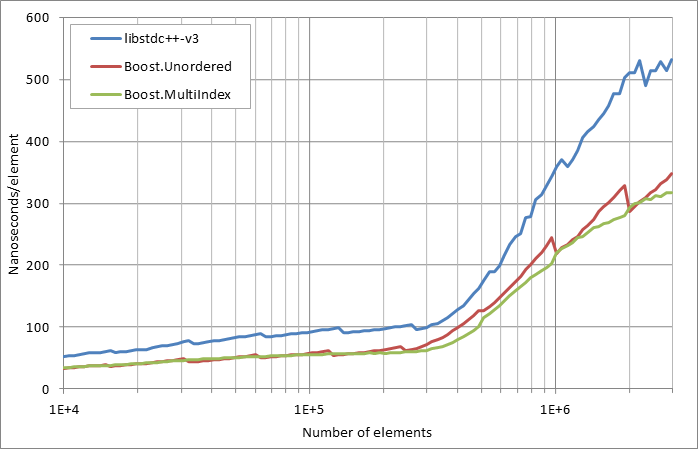 600
libstdc++-v3
Boost.Unordered
Boost.MultiIndex
500
400
300
200
100
0
Nanoseconds/element
1E+4
1E+5
1E+6
Number of elements